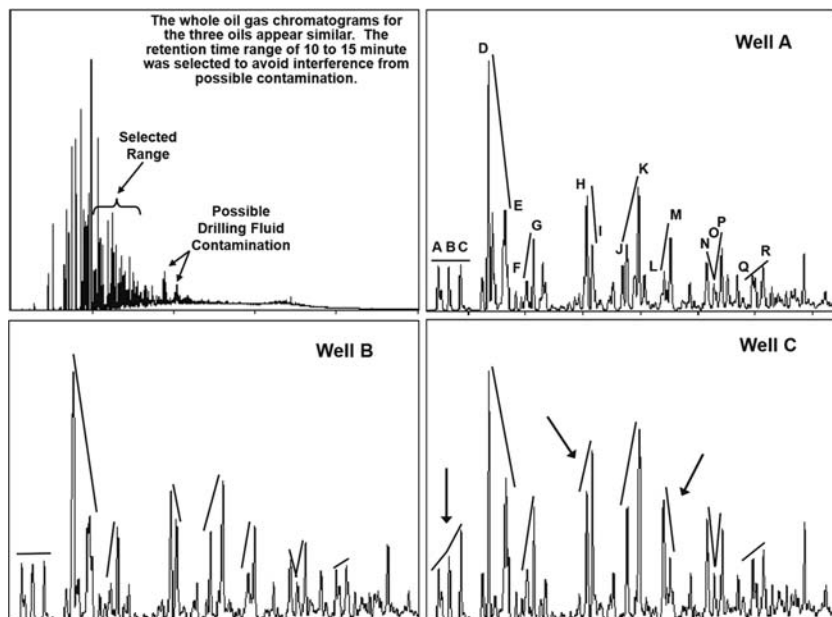 The whole oil gas chromatograms for
the three oils appear similar. The
retention time range of 10 to 15 minute
was selected to avoid interference from
possible contamination.
Selected
Range
Possible
Drilling Fluid
Contamination
Well A
D
E
A B C
F
G
H
I
J
K
L
M
N
O
P
Q
R
Well B
Well C